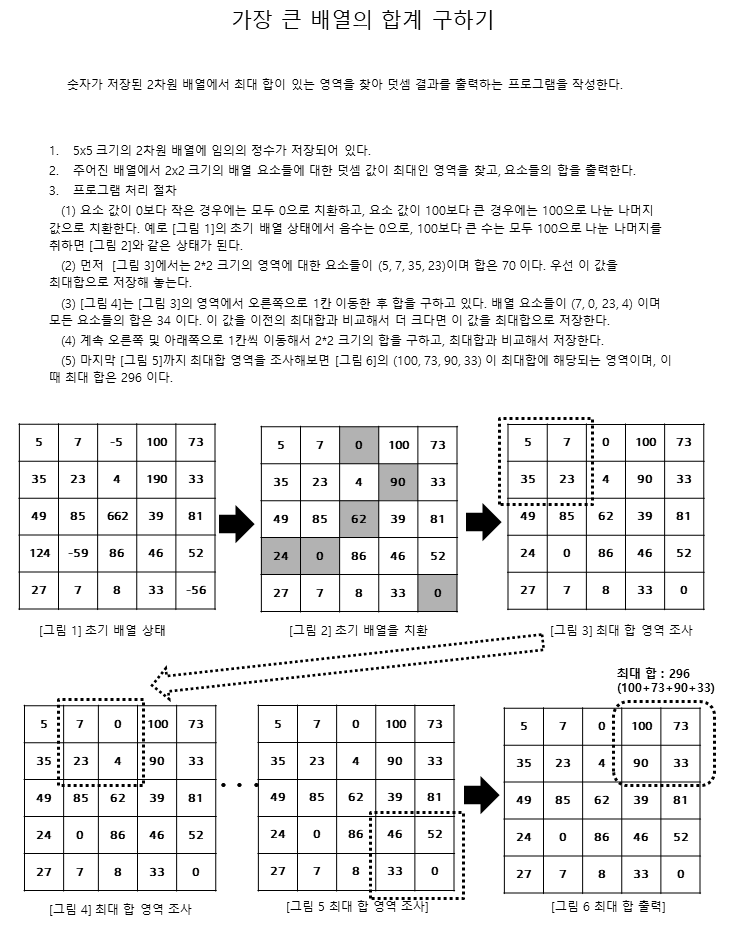 가장 큰 배열의 합계 구하기
숫자가 저장된 2차원 배열에서 최대 합이 있는 영역을 찾아 덧셈 결과를 출력하는 프로그램을 작성한다.
1. 5x5 크기의 2차원 배열에 임의의 정수가 저장되어 있다.
2. 주어진 배열에서 2x2 크기의 배열 요소들에 대한 덧셈 값이 최대인 영역을 찾고, 요소들의 합을 출력한다.
3. 프로그램 처리 절차
(1) 요소 값이 0보다 작은 경우에는 모두 0으로 치환하고, 요소 값이 100보다 큰 경우에는 100으로 나눈 나머지
값으로 치환한다. 예로 [그림 1]의 초기 배열 상태에서 음수는 0으로, 100보다 큰 수는 모두 100으로 나눈 나머지를
취하면 [그림 2]와 같은 상태가 된다.
(2) 먼저 [그림 3]에서는 2*2 크기의 영역에 대한 요소들이 (5, 7, 35, 23)이며 합은 70 이다. 우선 이 값을
최대합으로 저장해 놓는다.
(3) [그림 4]는 [그림 3]의 영역에서 오른쪽으로 1칸 이동한 후 합을 구하고 있다. 배열 요소들이 (7, 0, 23, 4) 이며
모든 요소들의 합은 34 이다. 이 값을 이전의 최대합과 비교해서 더 크다면 이 값을 최대합으로 저장한다.
(4) 계속 오른쪽 및 아래쪽으로 1칸씩 이동해서 2*2 크기의 합을 구하고, 최대합과 비교해서 저장한다.
(5) 마지막 [그림 5]까지 최대합 영역을 조사해보면 [그림 6]의 (100, 73, 90, 33) 이 최대합에 해당되는 영역이며, 이
때 최대 합은 296 이다.
5 7 -5 100 73
35 23 4 190 33
49 85 662 39 81
124 -59 86 46 52
27 7 8 33 -56
[그림 1] 초기 배열 상태
5 7 0 100 73
35 23 4 90 33
49 85 62 39 81
24 0 86 46 52
27 7 8 33 0
[그림 2] 초기 배열을 치환
5 7 0 100 73
35 23 4 90 33
49 85 62 39 81
24 0 86 46 52
27 7 8 33 0
[그림 3] 최대 합 영역 조사
5 7 0 100 73
35 23 4 90 33
49 85 62 39 81
24 0 86 46 52
27 7 8 33 0
[그림 4] 최대 합 영역 조사
• • •
5 7 0 100 73
35 23 4 90 33
49 85 62 39 81
24 0 86 46 52
27 7 8 33 0
[그림 5 최대 합 영역 조사]
최대 합 : 296
(100+73+90+33)
5 7 0 100 73
35 23 4 90 33
49 85 62 39 81
24 0 86 46 52
27 7 8 33 0
[그림 6 최대 합 출력]